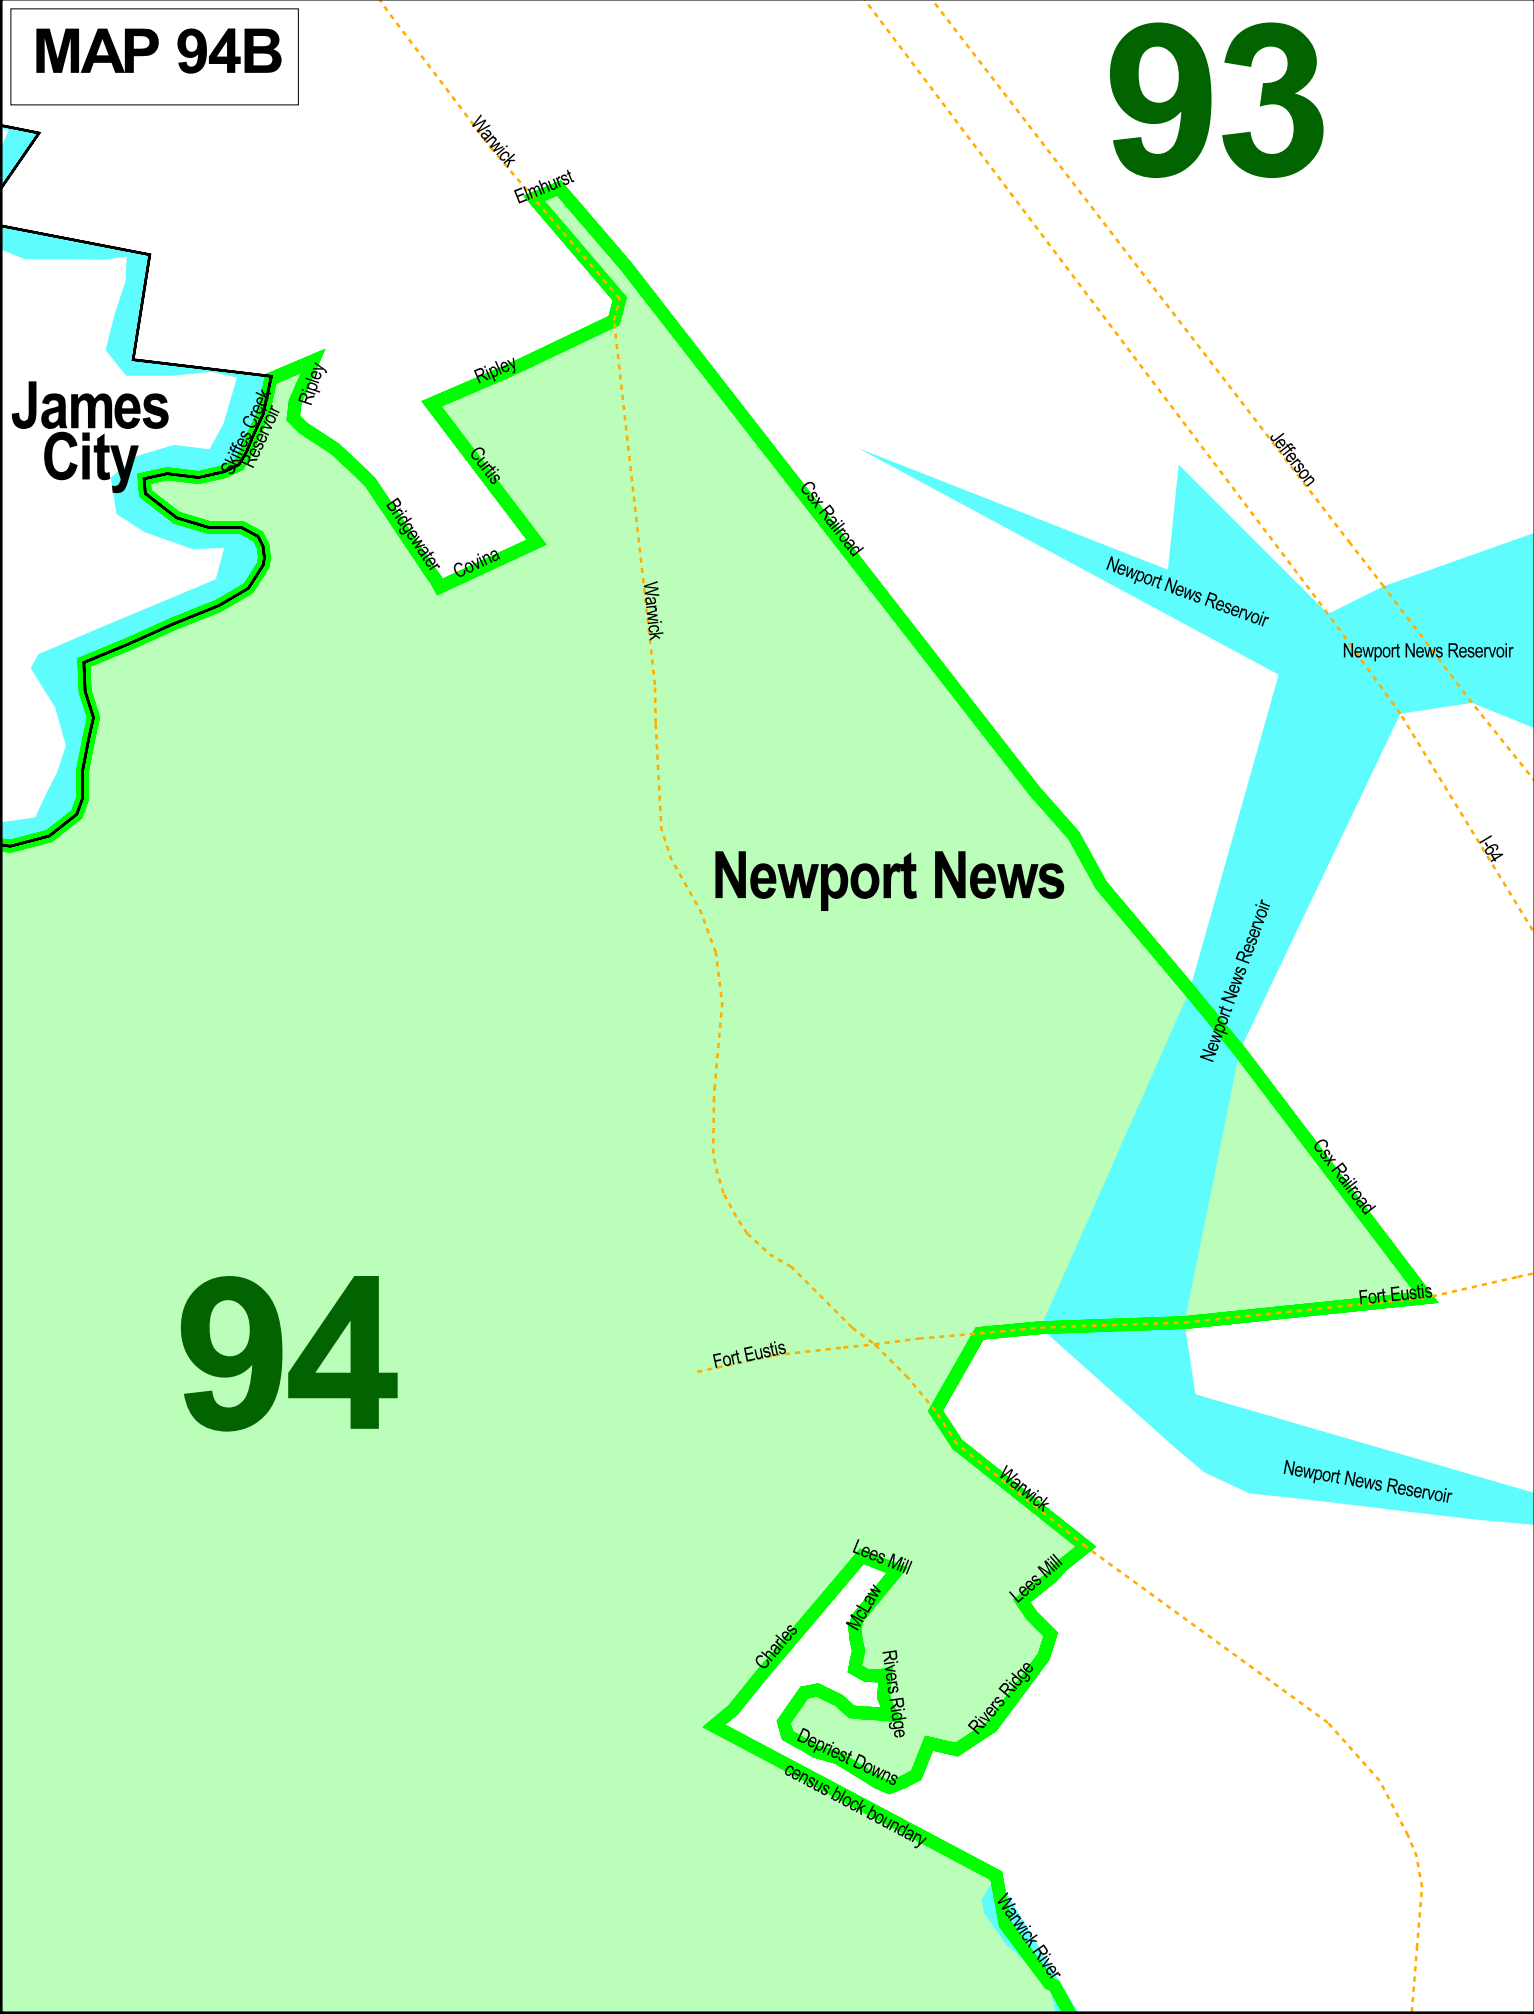 MAP 94B
93
Warwick
Elmhurst
Ripley
Ripley
James
City
Skiffes Creek
Reservoir
Curtis
Bridgewater
Covina
Csx Railroad
Jefferson
Newport News Reservoir
Newport News Reservoir
Warwick
I-64
Newport News
Newport News Reservoir
Csx Railroad
94
Fort Eustis
Fort Eustis
Warwick
Newport News Reservoir
Lees Mill
Lees Mill
McLaw
Charles
Rivers Ridge
Rivers Ridge
Depriest Downs
census block boundary
Warwick River